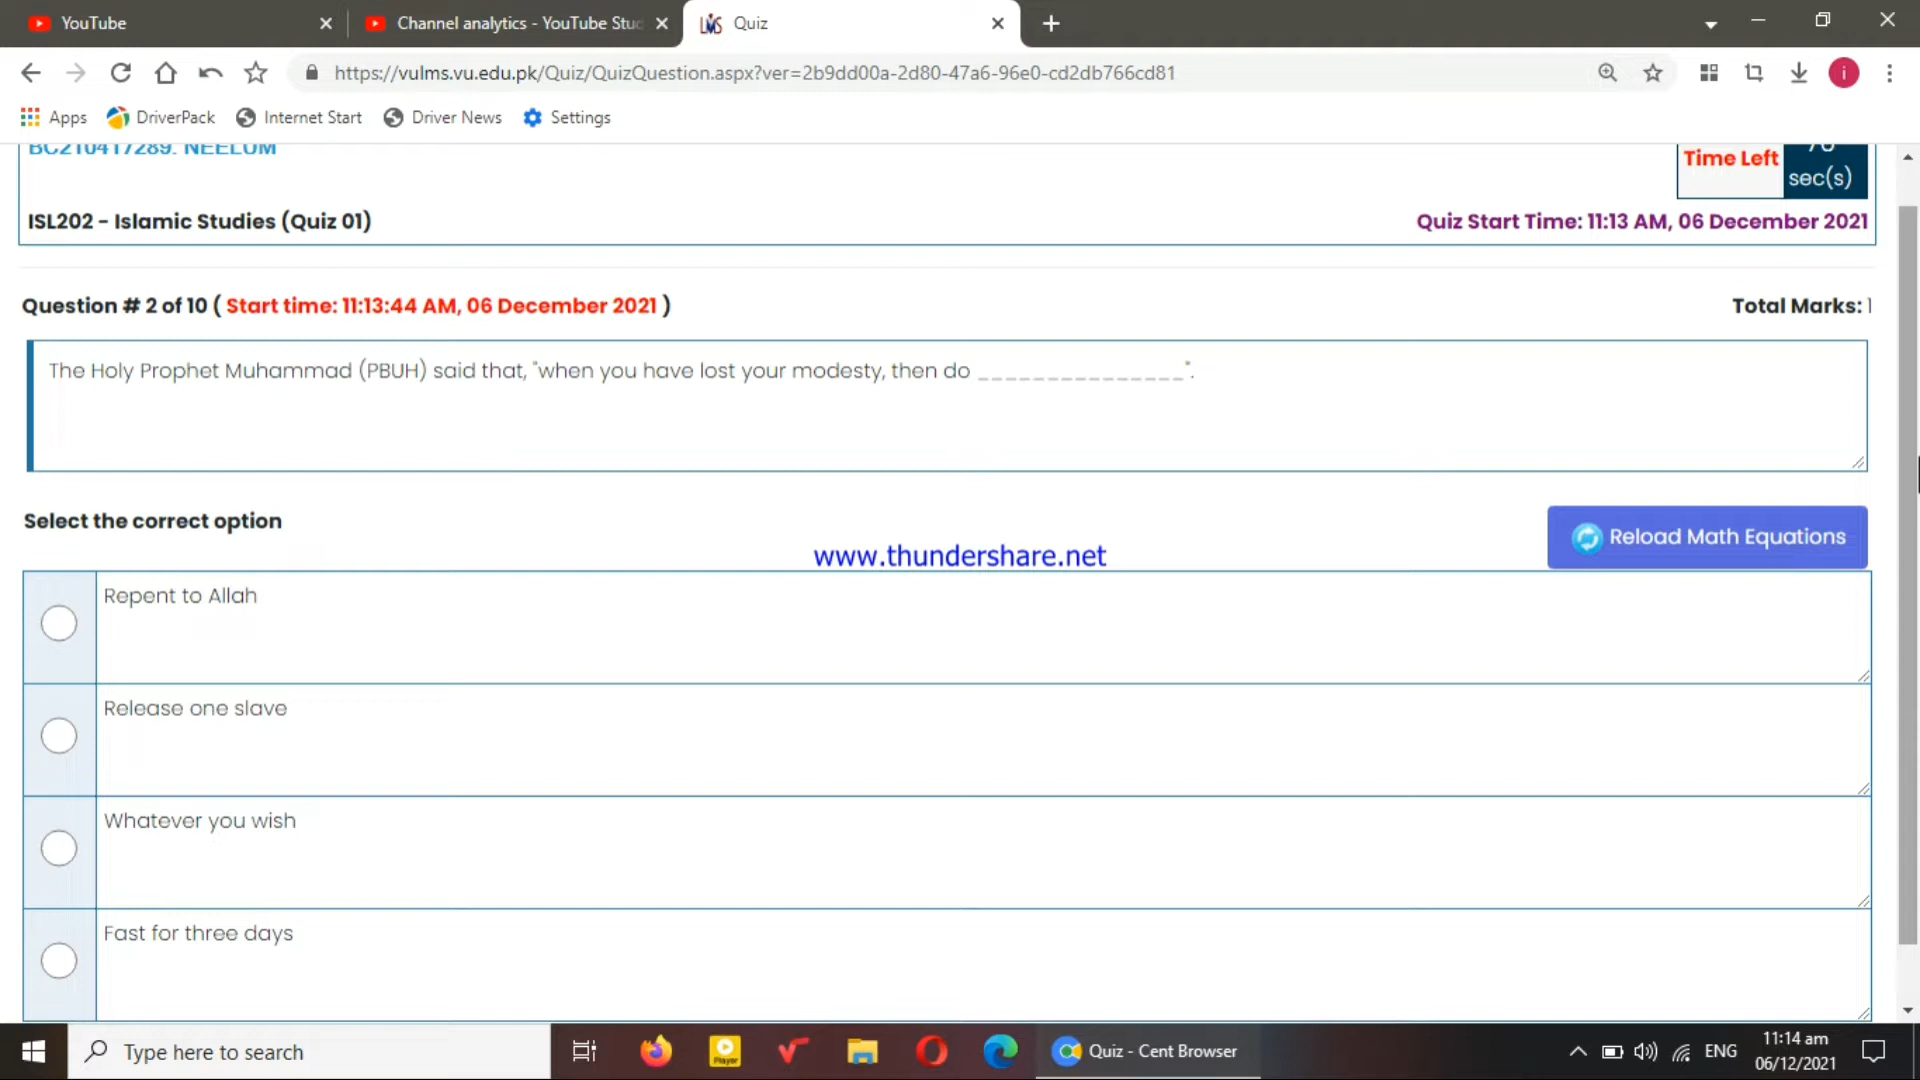 YouTube
Channel analytics - YouTube Stu
Quiz
https://vulms.vu.edu.pk/Quiz/QuizQuestion.aspx?ver=2b9dd00a-2d80-47a6-96e0-cd2db766cd81
i
Apps
DriverPack
Internet Start
Driver News
Settings
BC210417289: NEELUM
Time Left
sec(s)
ISL202 - Islamic Studies (Quiz 01)
Quiz Start Time: 11:13 AM, 06 December 2021
Question # 2 of 10 ( Start time: 11:13:44 AM, 06 December 2021 )
Total Marks: 1
The Holy Prophet Muhammad (PBUH) said that, "when you have lost your modesty, then do _______________".
Select the correct option
Reload Math Equations
www.thundershare.net
Repent to Allah
Release one slave
Whatever you wish
Fast for three days
Type here to search
Player
Quiz - Cent Browser
ENG
11:14 am
06/12/2021